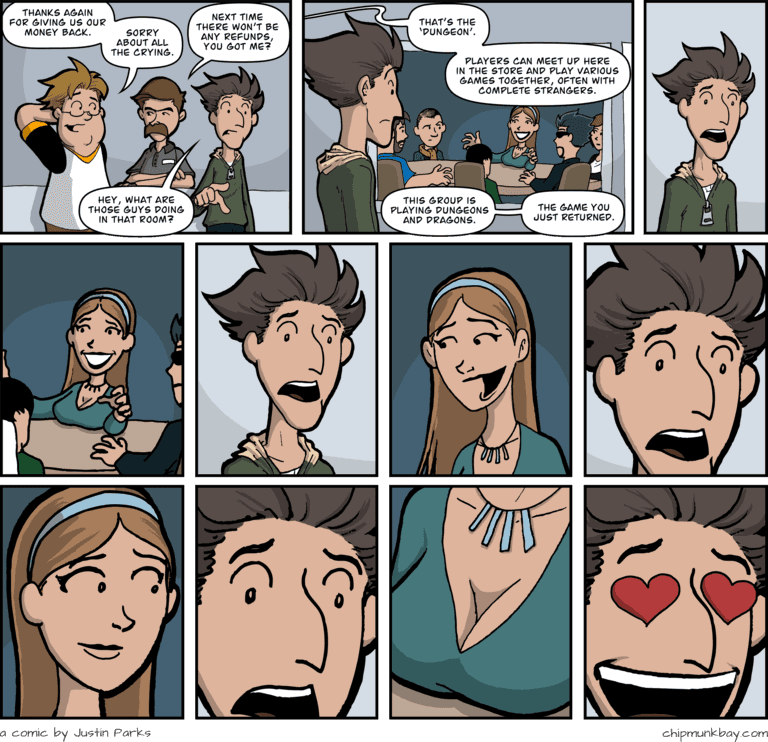 THANKS AGAIN
FOR GIVING US OUR
MONEY BACK.
SORRY
ABOUT ALL
THE CRYING.
NEXT TIME
THERE WON'T BE
ANY REFUNDS,
YOU GOT ME?
HEY, WHAT ARE
THOSE GUYS DOING
IN THAT ROOM?
THAT'S THE
'DUNGEON'.
PLAYERS CAN MEET UP HERE
IN THE STORE AND PLAY VARIOUS
GAMES TOGETHER, OFTEN WITH
COMPLETE STRANGERS.
THIS GROUP IS
PLAYING DUNGEONS
AND DRAGONS.
THE GAME YOU
JUST RETURNED.
a comic by Justin Parks
chipmunkbay.com